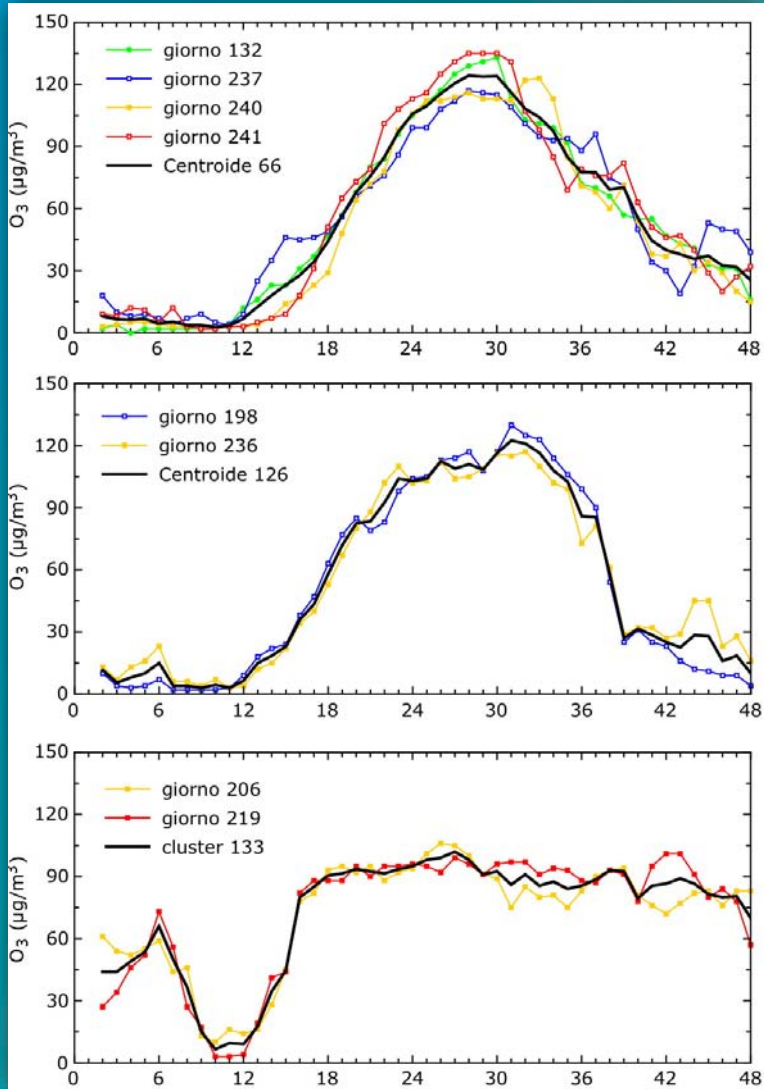 150
120
90
60
30
0
O₃ (µg/m³)
giorno 132
giorno 237
giorno 240
giorno 241
Centroide 66
0 6 12 18 24 30 36 42 48
150
120
90
60
30
0
O₃ (µg/m³)
giorno 198
giorno 236
Centroide 126
0 6 12 18 24 30 36 42 48
150
120
90
60
30
0
O₃ (µg/m³)
giorno 206
giorno 219
cluster 133
0 6 12 18 24 30 36 42 48